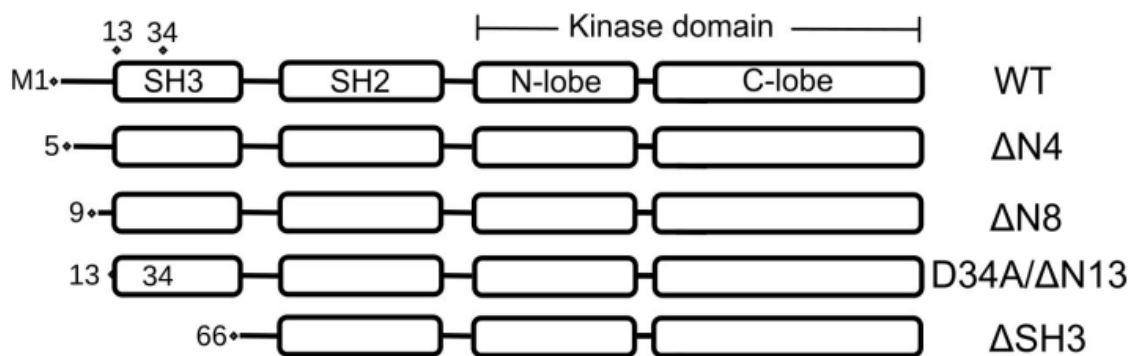 Kinase domain
13 34
M1 SH3 SH2 N-lobe C-lobe WT
5 ΔN4
9 ΔN8
13 34 D34A/ΔN13
66 ΔSH3